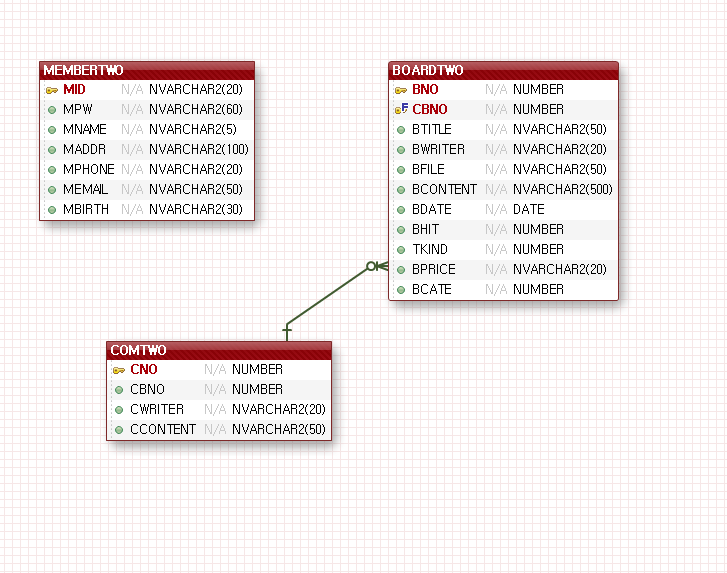 MEMBERTWO
MID N/A NVARCHAR2(20)
MPW N/A NVARCHAR2(60)
MNAME N/A NVARCHAR2(5)
MADDR N/A NVARCHAR2(100)
MPHONE N/A NVARCHAR2(20)
MEMAIL N/A NVARCHAR2(50)
MBIRTH N/A NVARCHAR2(30)
BOARDTWO
BNO N/A NUMBER
CBNO N/A NUMBER
BTITLE N/A NVARCHAR2(50)
BWRITER N/A NVARCHAR2(20)
BFILE N/A NVARCHAR2(50)
BCONTENT N/A NVARCHAR2(500)
BDATE N/A DATE
BHIT N/A NUMBER
TKIND N/A NUMBER
BPRICE N/A NVARCHAR2(20)
BCATE N/A NUMBER
COMTWO
CNO N/A NUMBER
CBNO N/A NUMBER
CWRITER N/A NVARCHAR2(20)
CCONTENT N/A NVARCHAR2(50)